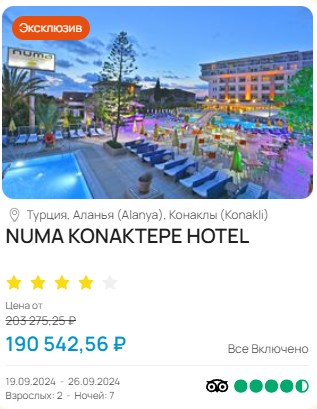 Эксклюзив
numa
Турция, Аланья (Alanya), Конаклы (Konakli)
NUMA KONAKTEPE HOTEL
Цена от
203 275,25 ₽
190 542,56 ₽
Все Включено
19.09.2024 - 26.09.2024
Взрослых: 2 - Ночей: 7